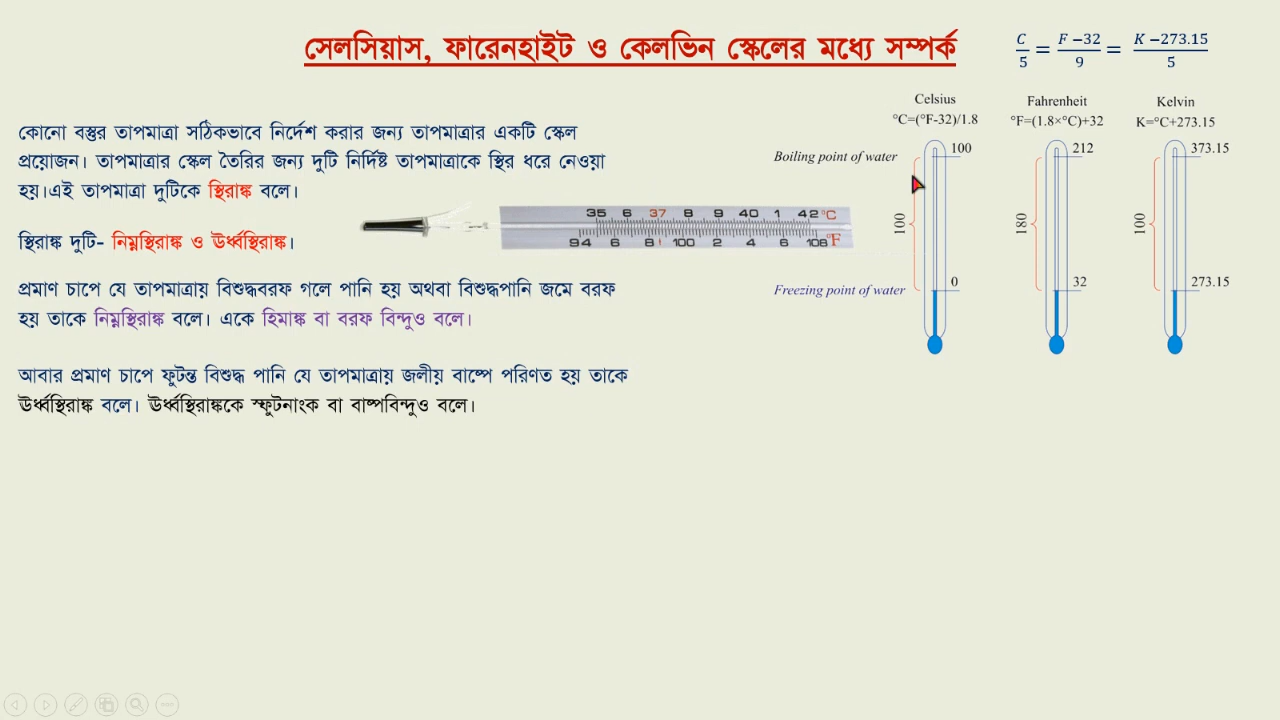 সেলসিয়াস, ফারেনহাইট ও কেলভিন স্কেলের মধ্যে সম্পর্ক
C/5 = F −32/9 = K −273.15/5
কোনো বস্তুর তাপমাত্রা সঠিকভাবে নির্দেশ করার জন্য তাপমাত্রার একটি স্কেল
প্রয়োজন। তাপমাত্রার স্কেল তৈরির জন্য দুটি নির্দিষ্ট তাপমাত্রাকে স্থির ধরে নেওয়া
হয়।এই তাপমাত্রা দুটিকে স্থিরাঙ্ক বলে।
স্থিরাঙ্ক দুটি- নিম্নস্থিরাঙ্ক ও ঊর্ধ্বস্থিরাঙ্ক।
প্রমাণ চাপে যে তাপমাত্রায় বিশুদ্ধবরফ গলে পানি হয় অথবা বিশুদ্ধপানি জমে বরফ
হয় তাকে নিম্নস্থিরাঙ্ক বলে। একে হিমাঙ্ক বা বরফ বিন্দুও বলে।
আবার প্রমাণ চাপে ফুটন্ত বিশুদ্ধ পানি যে তাপমাত্রায় জলীয় বাষ্পে পরিণত হয় তাকে
ঊর্ধ্বস্থিরাঙ্ক বলে। ঊর্ধ্বস্থিরাঙ্ককে স্ফুটনাংক বা বাষ্পবিন্দুও বলে।
35 6 37 8 9 40 1 42 °C
94 6 8 100 2 4 6 108 °F
Celsius Fahrenheit Kelvin
°C=(°F-32)/1.8 °F=(1.8×°C)+32 K=°C+273.15
Boiling point of water 100 212 373.15
100 180 100
Freezing point of water 0 32 273.15